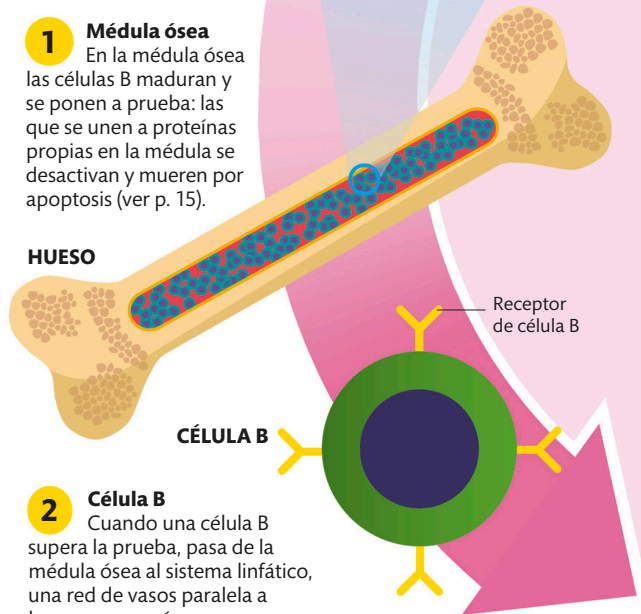 1 Médula ósea
En la médula ósea
las células B maduran y
se ponen a prueba: las
que se unen a proteínas
propias en la médula se
desactivan y mueren por
apoptosis (ver p. 15).
HUESO
Receptor
de célula B
CÉLULA B
2 Célula B
Cuando una célula B
supera la prueba, pasa de la
médula ósea al sistema linfático,
una red de vasos paralela a